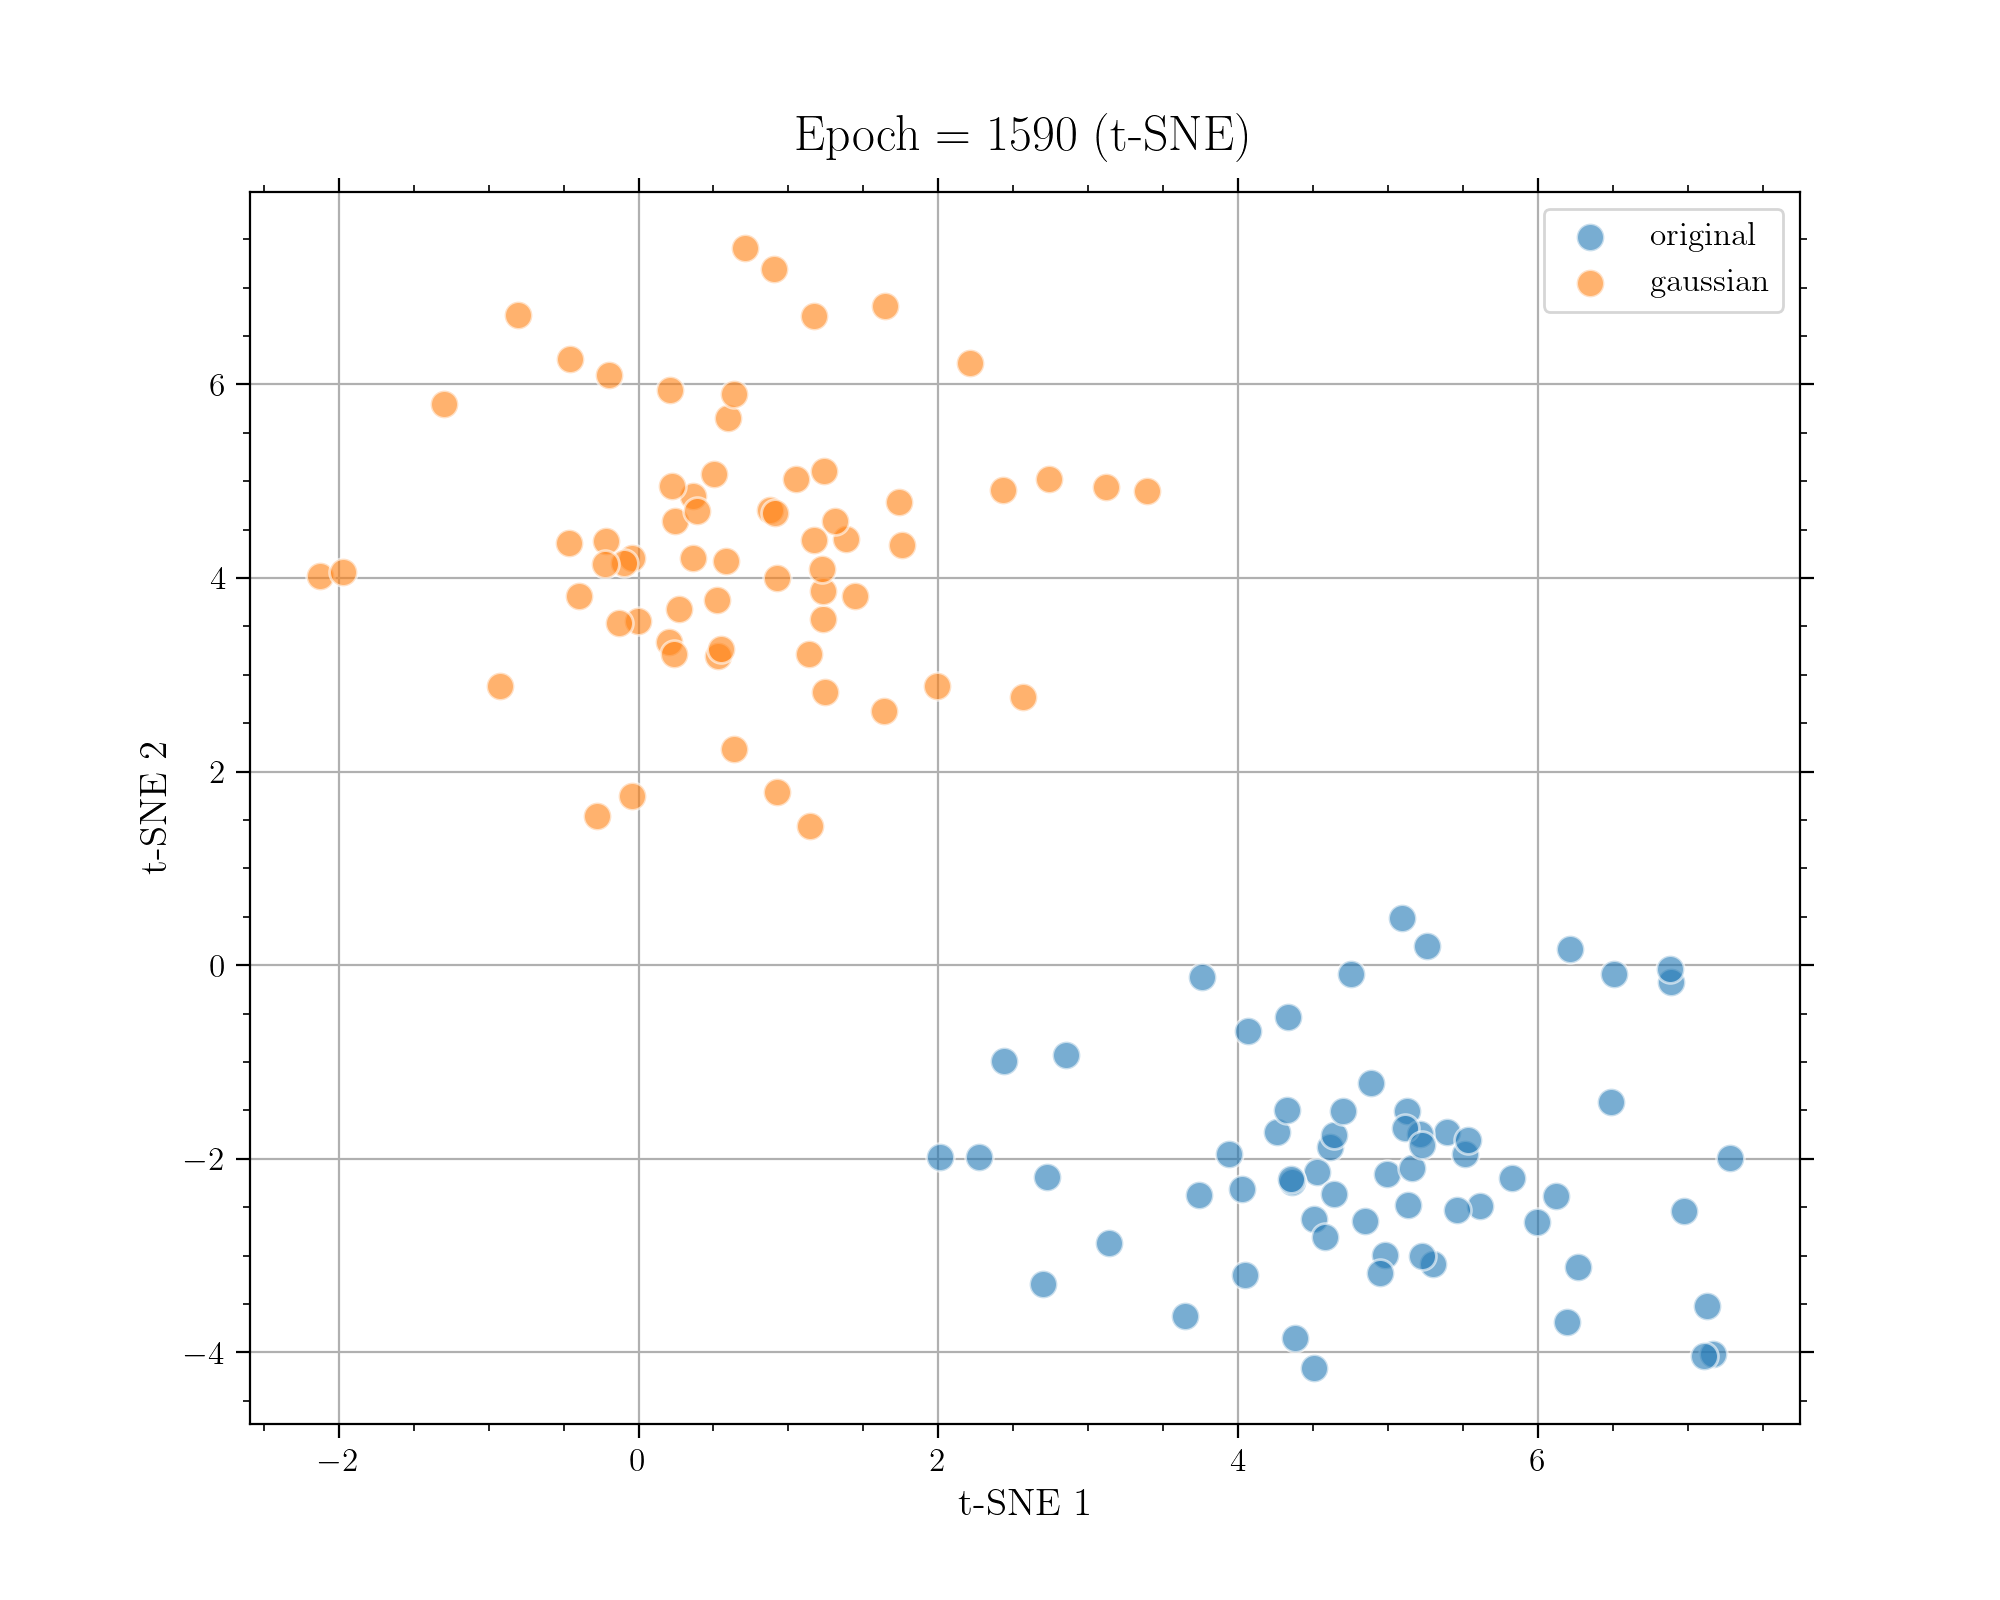 Epoch = 1590 (t-SNE)
original
gaussian
6
4
2
0
−2
−4
t-SNE 2
−2 0 2 4 6
t-SNE 1